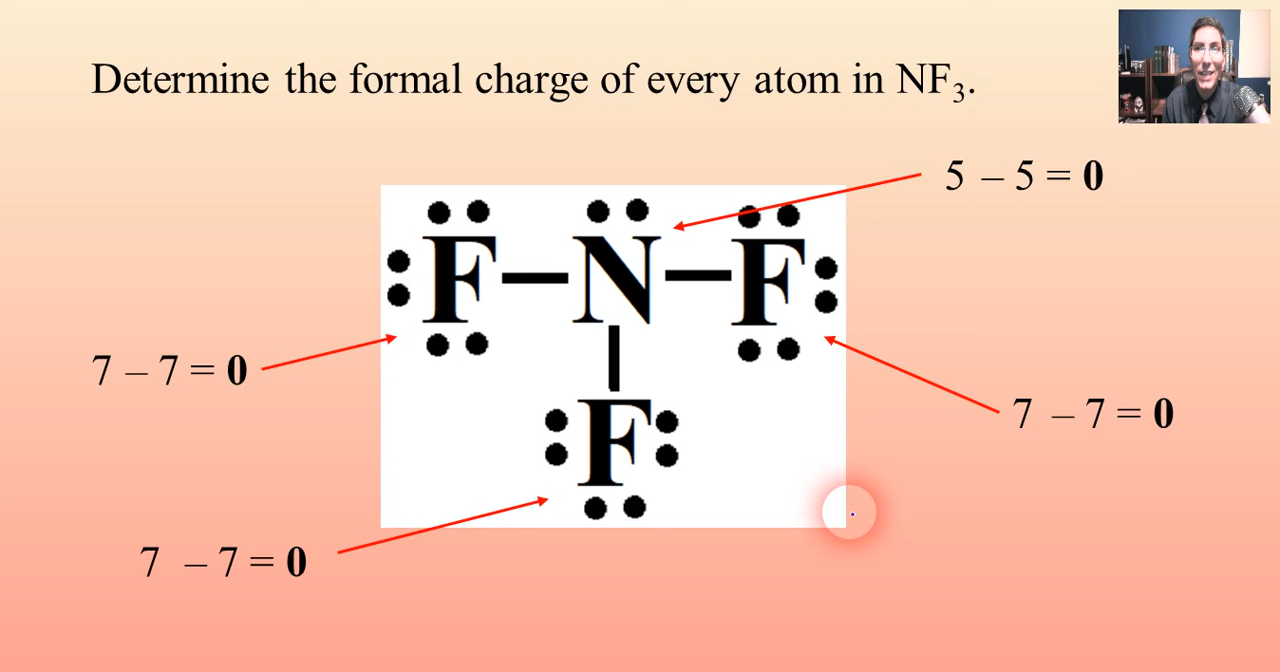 Determine the formal charge of every atom in NF₃.
5 – 5 = 0
F N F
7 – 7 = 0
7 – 7 = 0
F
7 – 7 = 0